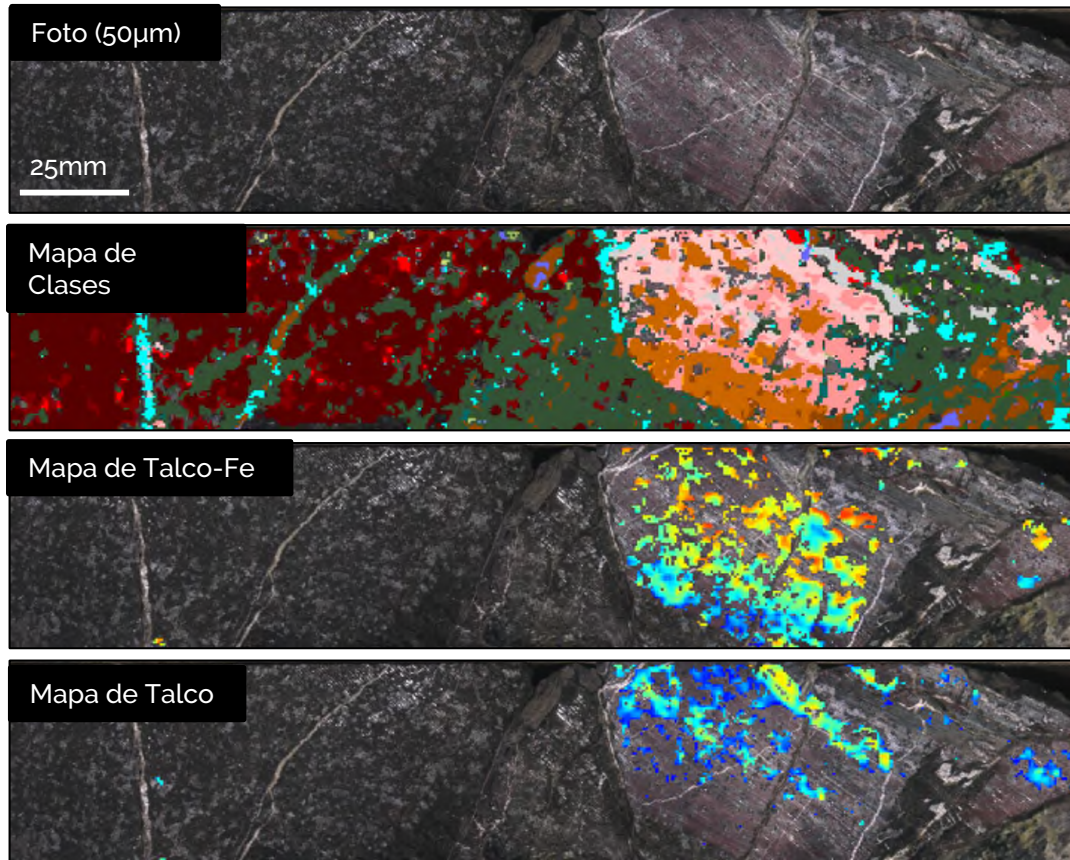 Foto (50µm)
25mm
Mapa de
Clases
Mapa de Talco-Fe
Mapa de Talco